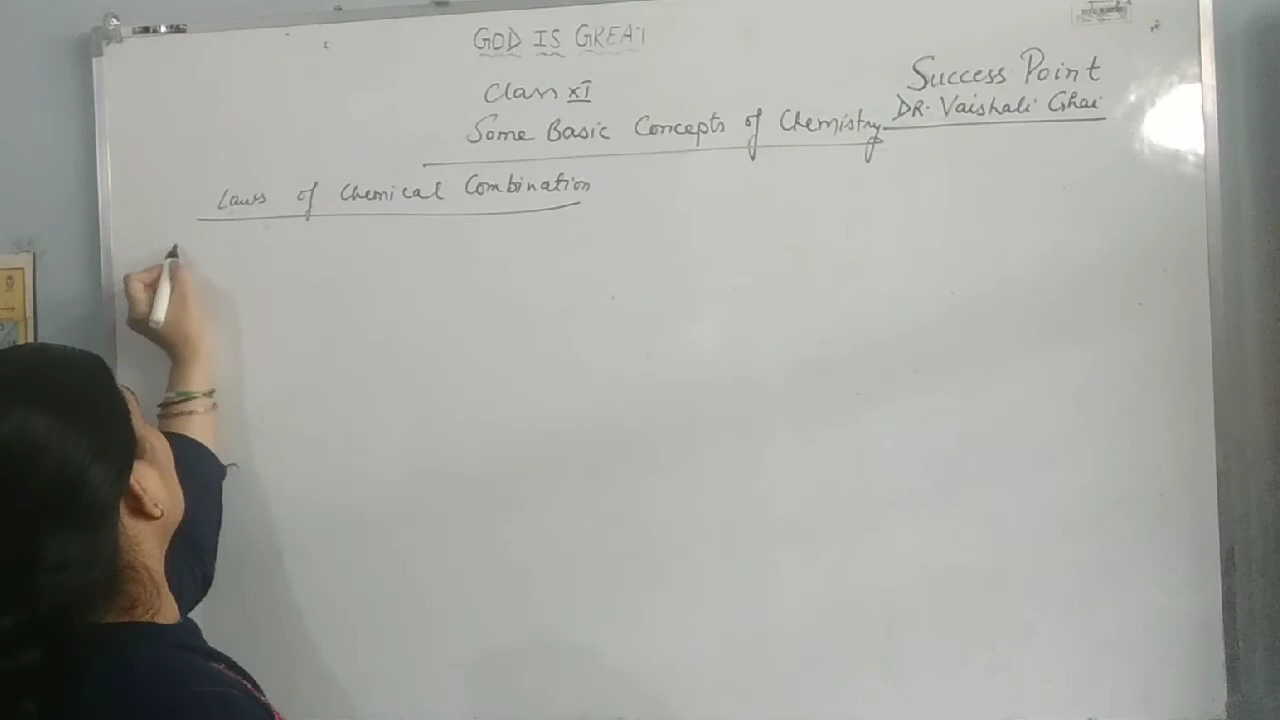 GOD IS GREAT
Class XI
Some Basic Concepts of Chemistry
Success Point
DR. Vaishali Ghai
Laws of Chemical Combination